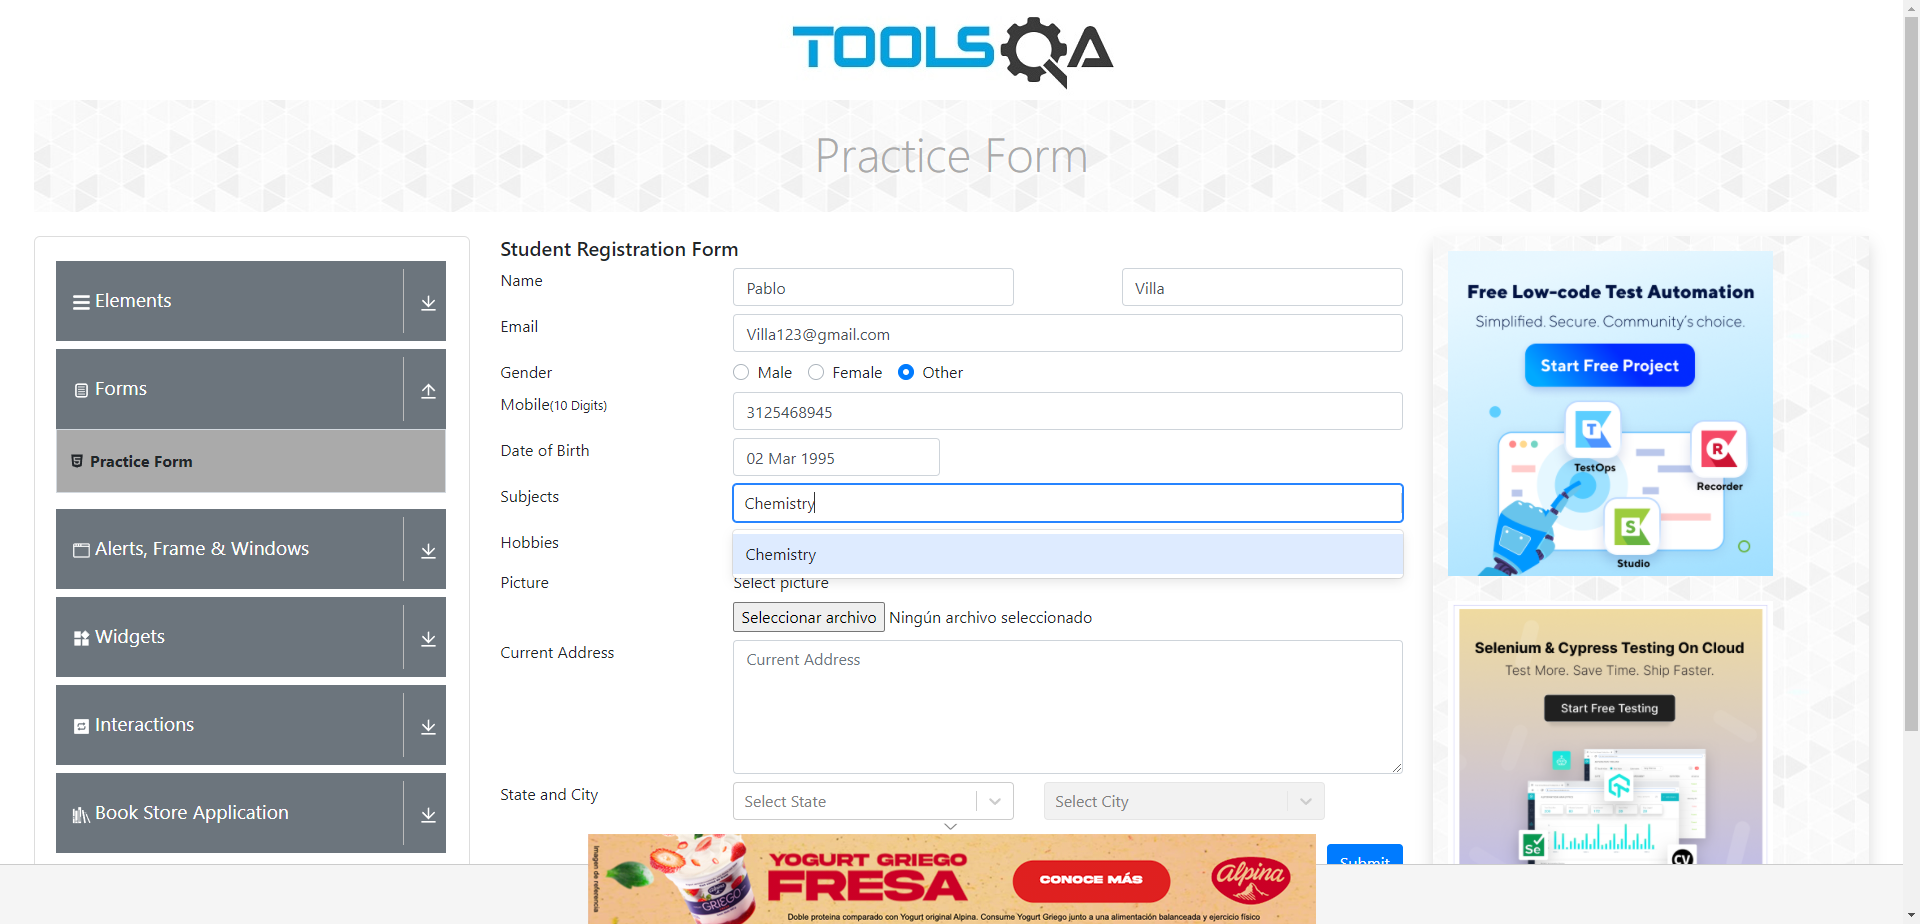 TOOLSQA
Practice Form
Elements
Forms
Practice Form
Alerts, Frame & Windows
Widgets
Interactions
Book Store Application
Student Registration Form
Name
Pablo
Villa
Email
Villa123@gmail.com
Gender
Male
Female
Other
Mobile(10 Digits)
3125468945
Date of Birth
02 Mar 1995
Subjects
Chemistry
Chemistry
Hobbies
Picture
Select picture
Seleccionar archivo
Ningún archivo seleccionado
Current Address
Current Address
State and City
Select State
Select City
Submit
Free Low-code Test Automation
Simplified. Secure. Community's choice.
Start Free Project
T
TestOps
R
Recorder
S
Studio
Selenium & Cypress Testing On Cloud
Test More. Save Time. Ship Faster.
Start Free Testing
Se
CY
Imagen de referencia
alpina
GRIEGO
YOGURT GRIEGO
FRESA
CONOCE MÁS
Alpina
Doble proteina comparado con Yogurt original Alpina. Consume Yogurt Griego junto a una alimentación balanceada y ejercicio físico